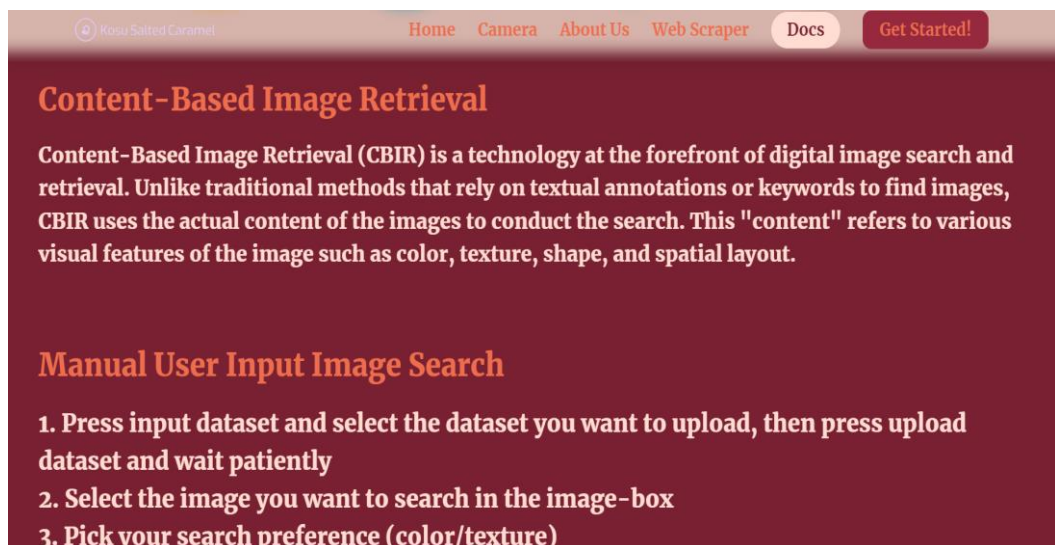 Kosu Salted Caramel Home Camera About Us Web Scraper Docs Get Started!
Content-Based Image Retrieval
Content-Based Image Retrieval (CBIR) is a technology at the forefront of digital image search and
retrieval. Unlike traditional methods that rely on textual annotations or keywords to find images,
CBIR uses the actual content of the images to conduct the search. This "content" refers to various
visual features of the image such as color, texture, shape, and spatial layout.
Manual User Input Image Search
1. Press input dataset and select the dataset you want to upload, then press upload
dataset and wait patiently
2. Select the image you want to search in the image-box
3. Pick your search preference (color/texture)